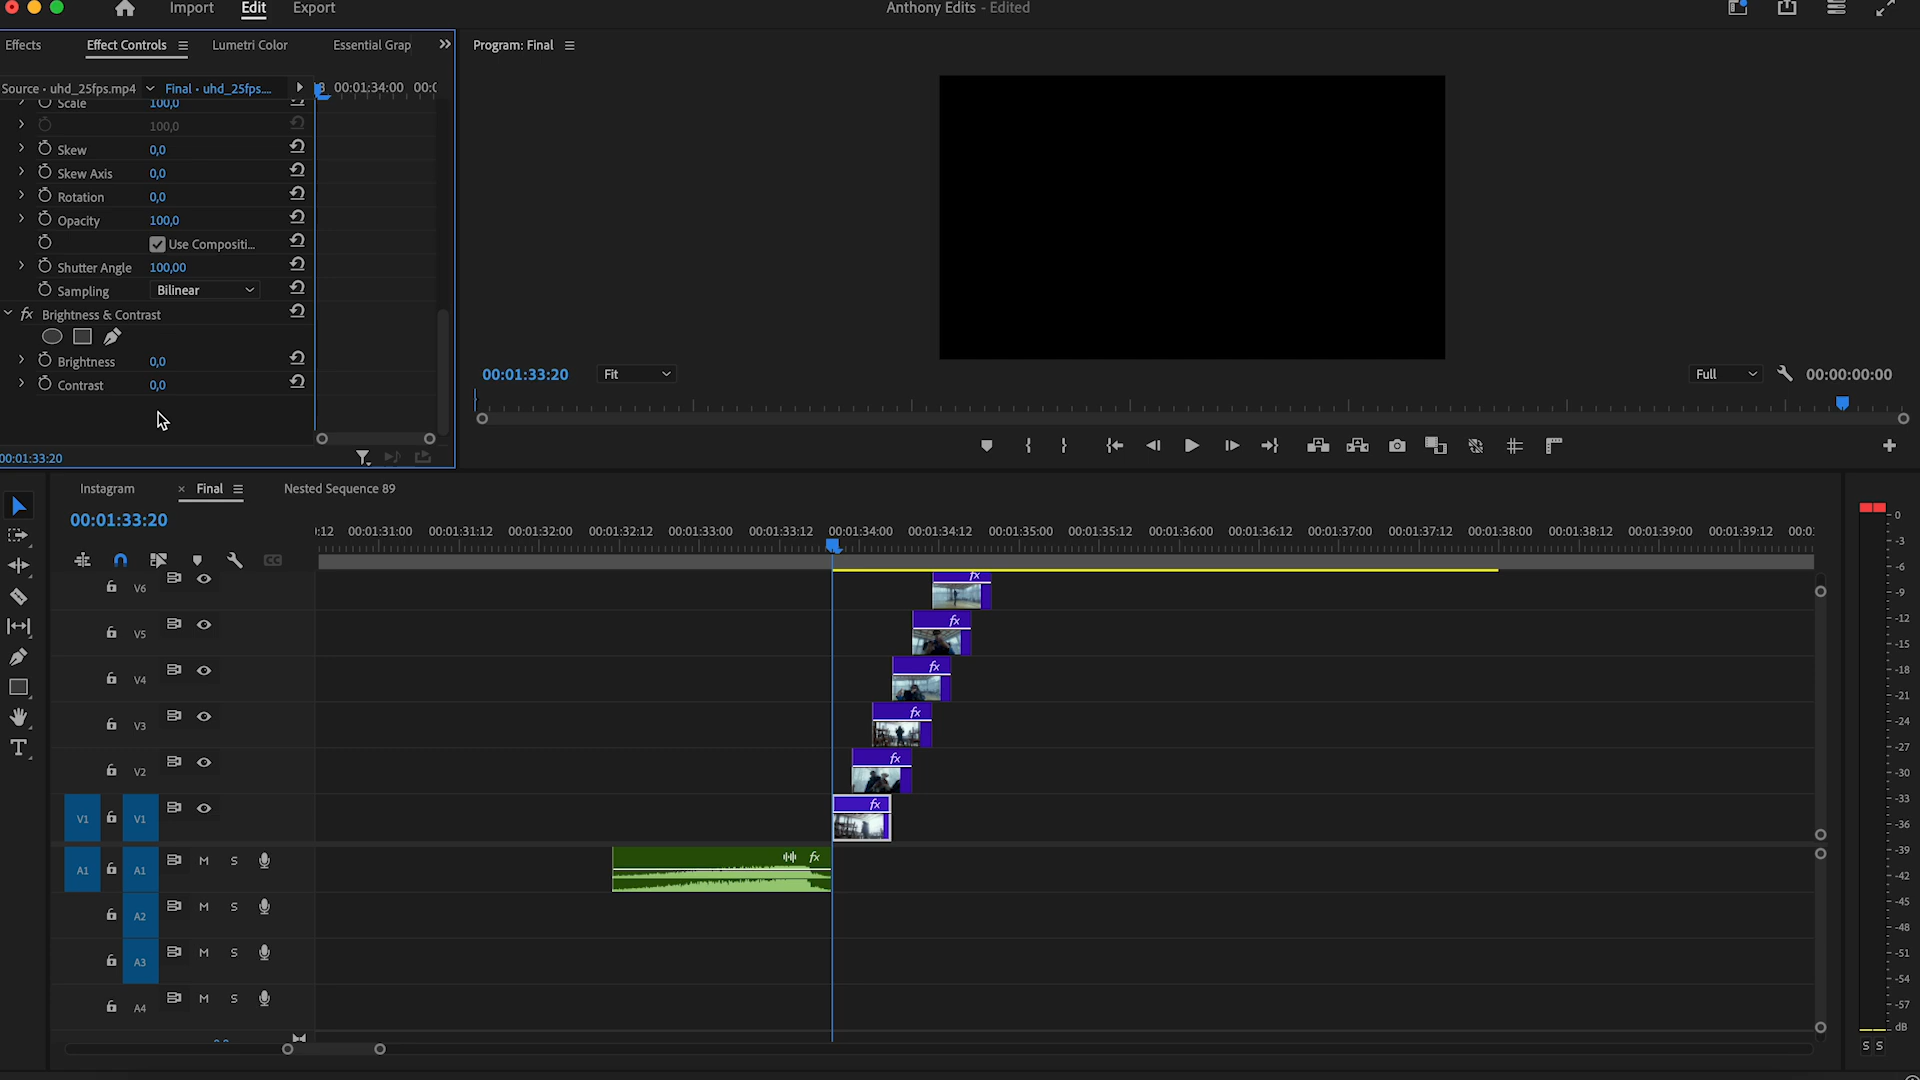 Import Edit Export Anthony Edits - Edited
Effects Effect Controls Lumetri Color Essential Grap Program: Final
Source • uhd_25fps.mp4 Final • uhd_25fps.... 00:01:34:00
Scale 100,0
100,0
Skew 0,0
Skew Axis 0,0
Rotation 0,0
Opacity 100,0
Use Compositi...
Shutter Angle 100,00
Sampling Bilinear
fx Brightness & Contrast
Brightness 0,0
Contrast 0,0
00:01:33:20
00:01:33:20 Fit Full 00:00:00:00
Instagram Final Nested Sequence 89
00:01:33:20
:12 00:01:31:00 00:01:31:12 00:01:32:00 00:01:32:12 00:01:33:00 00:01:33:12 00:01:34:00 00:01:34:12 00:01:35:00 00:01:35:12 00:01:36:00 00:01:36:12 00:01:37:00 00:01:37:12 00:01:38:00 00:01:38:12 00:01:39:00 00:01:39:12
CC
V6 fx
V5 fx
V4 fx
V3 fx
V2 fx
V1 V1 fx
A1 A1 M S fx
A2 M S
A3 M S
A4 M S
0
-3
-6
-9
-12
-15
-18
-21
-24
-27
-30
-33
-36
-39
-42
-45
-48
-51
-54
-57
dB
S S